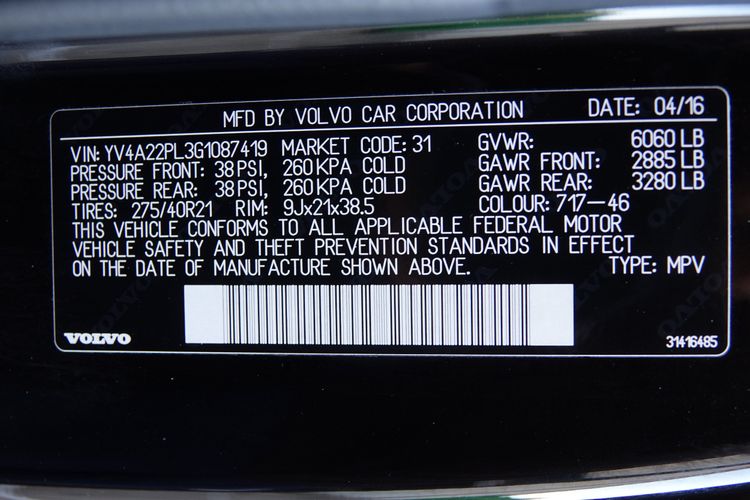 MFD BY VOLVO CAR CORPORATION DATE: 04/16
VIN: YV4A22PL3G1087419 MARKET CODE: 31 GVWR: 6060 LB
PRESSURE FRONT: 38 PSI, 260 KPA COLD GAWR FRONT: 2885 LB
PRESSURE REAR: 38 PSI, 260 KPA COLD GAWR REAR: 3280 LB
TIRES: 275/40R21 RIM: 9Jx21x38.5 COLOUR: 717-46
THIS VEHICLE CONFORMS TO ALL APPLICABLE FEDERAL MOTOR
VEHICLE SAFETY AND THEFT PREVENTION STANDARDS IN EFFECT
ON THE DATE OF MANUFACTURE SHOWN ABOVE. TYPE: MPV
VOLVO 31416485